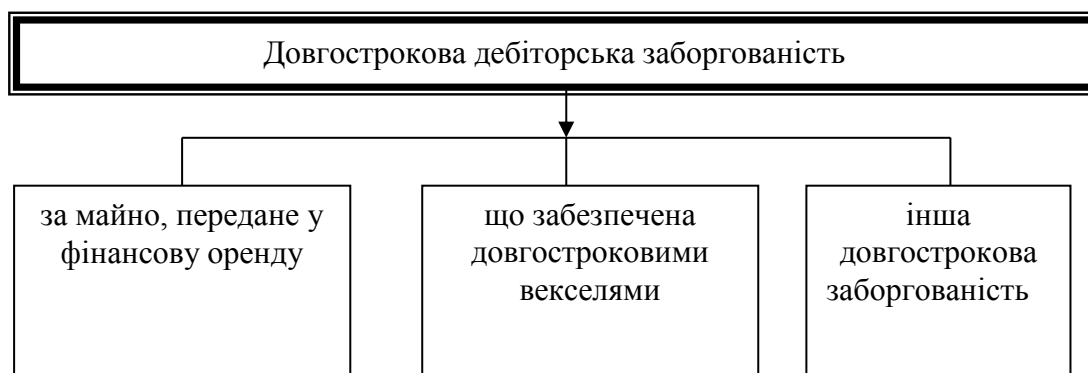 Довгострокова дебіторська заборгованість
за майно, передане у
фінансову оренду
що забезпечена
довгостроковими
векселями
інша
довгострокова
заборгованість